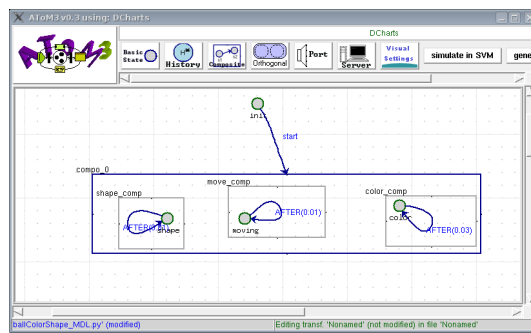 AToM3 v0.3 using: DCharts
DCharts
Basic State
History
Composite
Orthogonal
Port
Server
Visual Settings
simulate in SVM
gene
init
start
compo_0
shape_comp
move_comp
color_comp
shape
moving
AFTER(0.01)
color
AFTER(0.03)
ballColorShape_MDL.py' (modified)
Editing transf. 'Nonamed' (not modified) in file 'Nonamed'